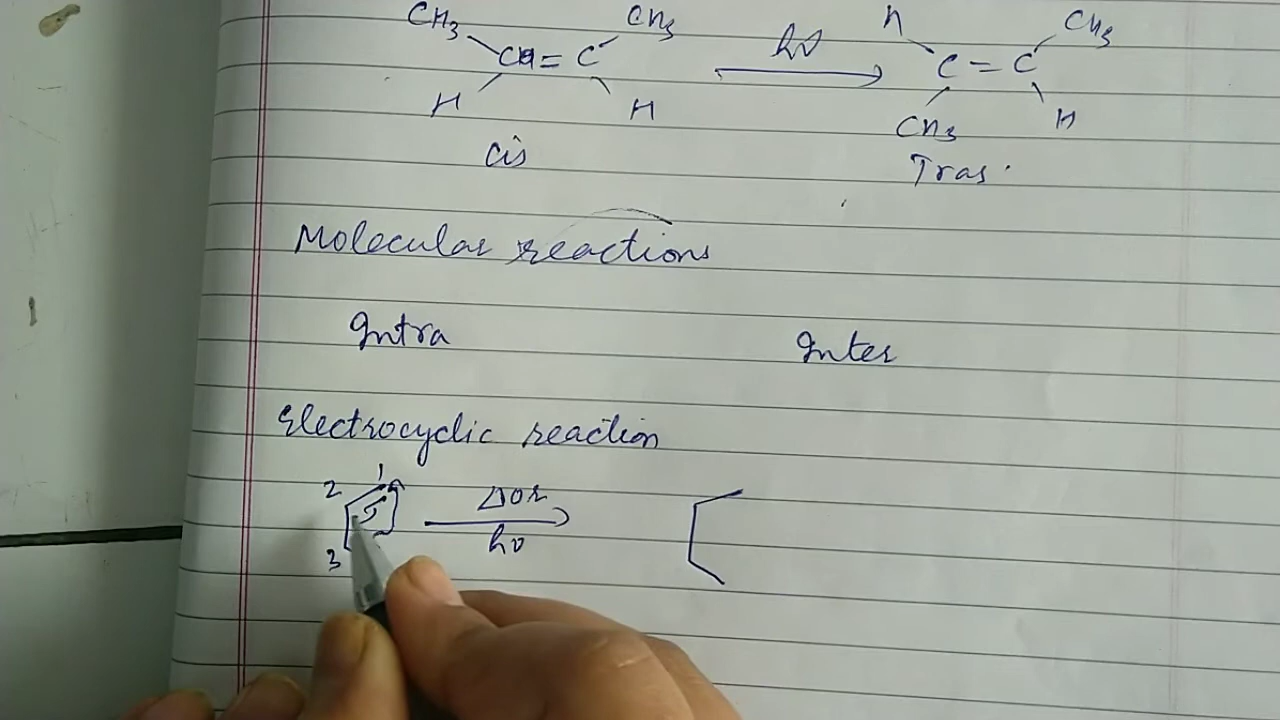 CH3 CH3 hν H CH3
CH = C C = C
H H CH3 H
cis Tras.
Molecular reactions
Intra Inter
Electrocyclic reaction
1
2 Δ or
hν
3